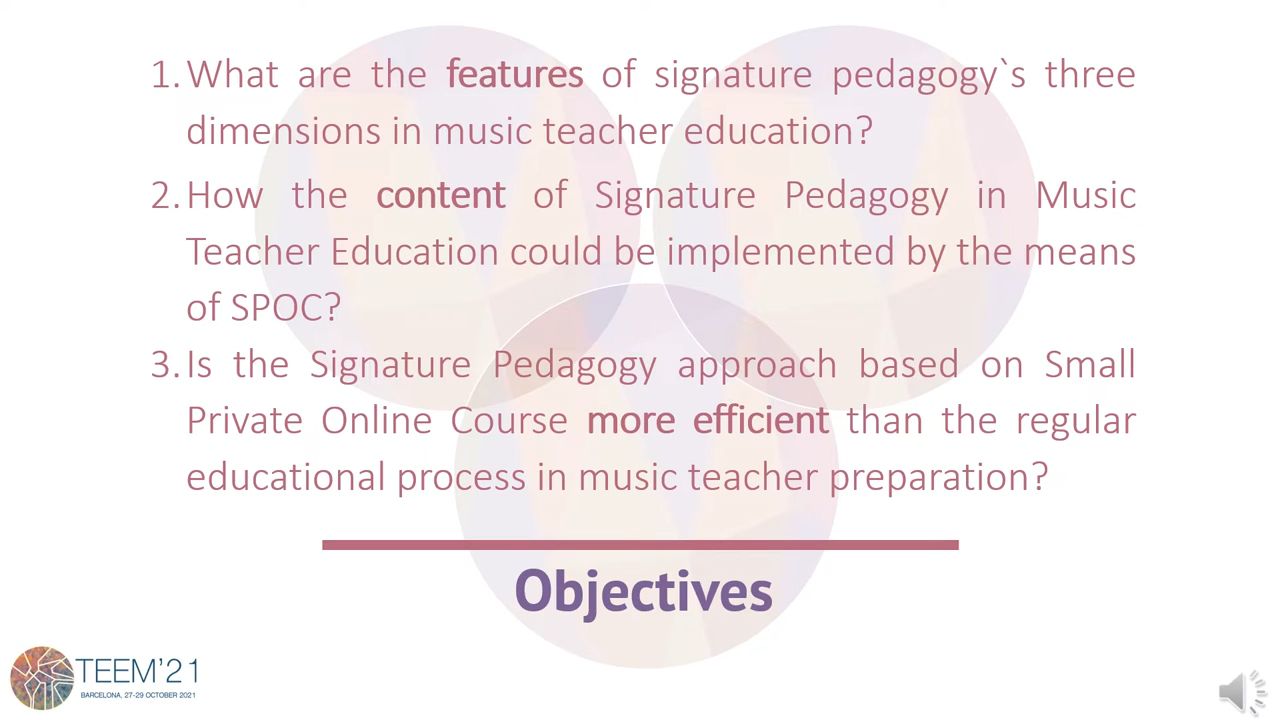 1. What are the features of signature pedagogy`s three
dimensions in music teacher education?
2. How the content of Signature Pedagogy in Music
Teacher Education could be implemented by the means
of SPOC?
3. Is the Signature Pedagogy approach based on Small
Private Online Course more efficient than the regular
educational process in music teacher preparation?
Objectives
TEEM'21
BARCELONA, 27-29 OCTOBER 2021